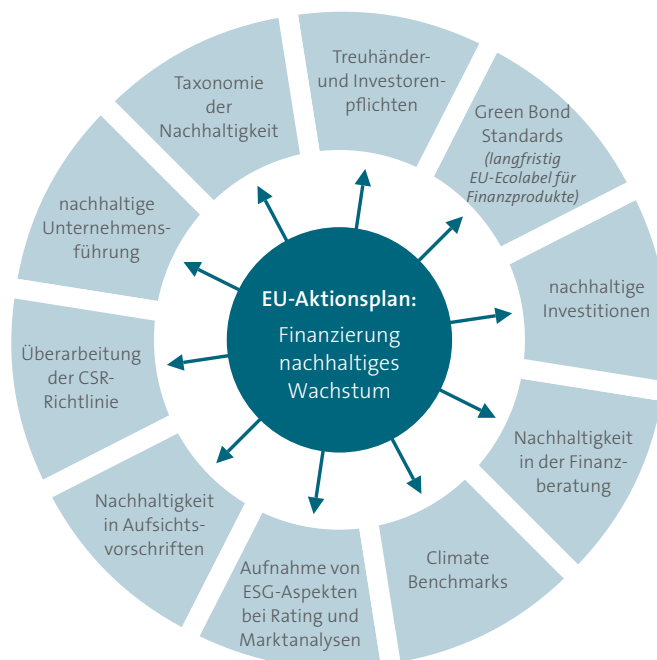 EU-Aktionsplan:
Finanzierung
nachhaltiges
Wachstum
Taxonomie
der
Nachhaltigkeit
Treuhänder-
und Investoren-
pflichten
Green Bond
Standards
(langfristig
EU-Ecolabel für
Finanzprodukte)
nachhaltige
Investitionen
Nachhaltigkeit
in der Finanz-
beratung
Climate
Benchmarks
Aufnahme von
ESG-Aspekten
bei Rating und
Marktanalysen
Nachhaltigkeit
in Aufsichts-
vorschriften
Überarbeitung
der CSR-
Richtlinie
nachhaltige
Unternehmens-
führung